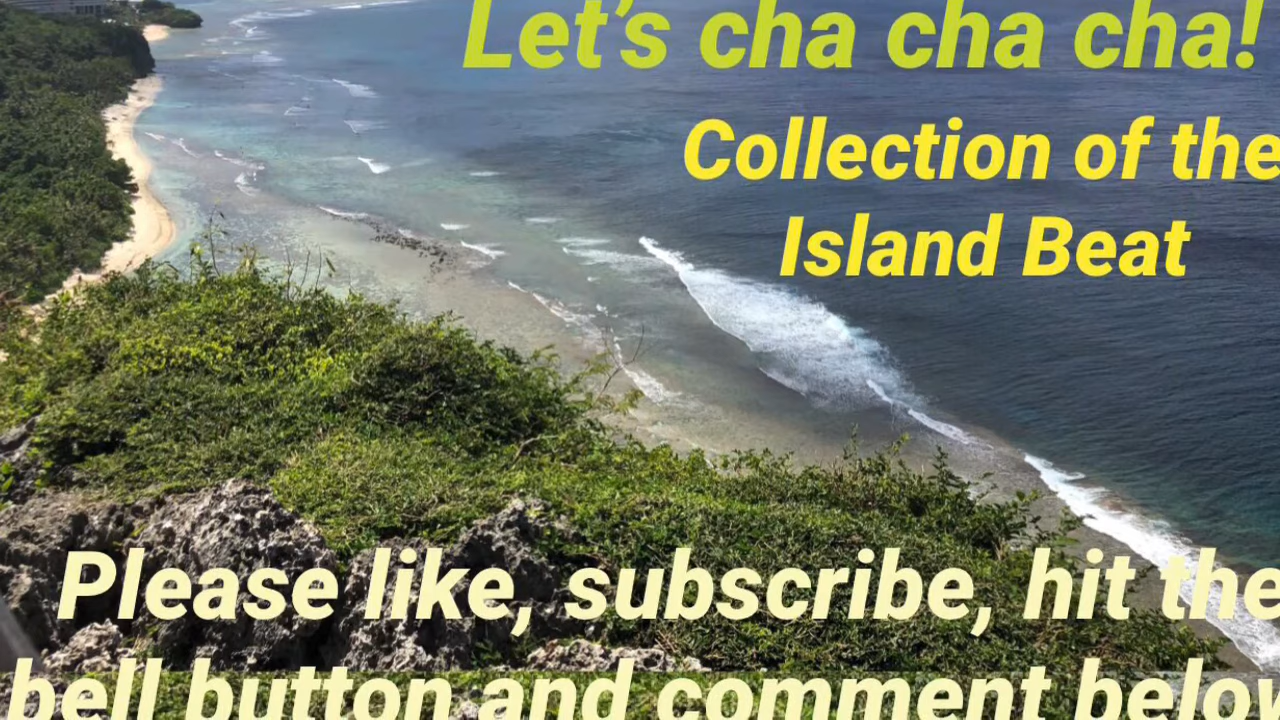 Let's cha cha cha!
Collection of the
Island Beat
Please like, subscribe, hit the
bell button and comment below